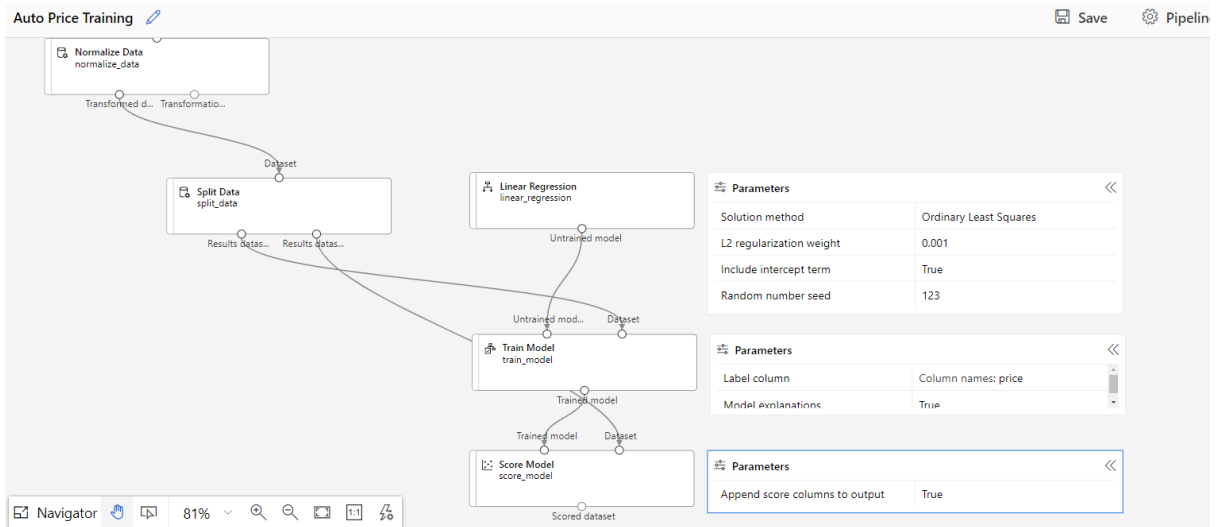 Auto Price Training
Save
Pipelin
Normalize Data
normalize_data
Transformed d...
Transformatio...
Dataset
Split Data
split_data
Results datas...
Results datas...
Linear Regression
linear_regression
Untrained model
Parameters
Solution method
Ordinary Least Squares
L2 regularization weight
0.001
Include intercept term
True
Random number seed
123
Untrained mod...
Dataset
Train Model
train_model
Trained model
Parameters
Label column
Column names: price
Model explanations
True
Trained model
Dataset
Score Model
score_model
Scored dataset
Parameters
Append score columns to output
True
Navigator
81%
1:1